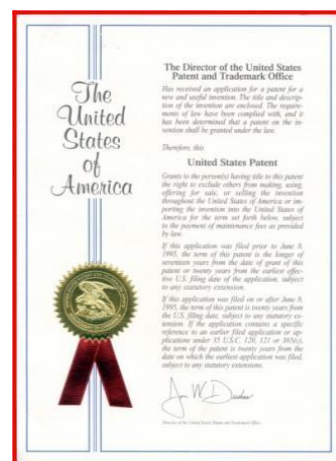 The
United
States
of
America
The Director of the United States
Patent and Trademark Office
Has received an application for a patent for a
new and useful invention. The title and descrip-
tion of the invention are enclosed. The require-
ments of law have been complied with, and it
has been determined that a patent on the in-
vention shall be granted under the law.
Therefore, this
United States Patent
Grants to the person(s) having title to this patent
the right to exclude others from making, using,
offering for sale, or selling the invention
throughout the United States of America or im-
porting the invention into the United States of
America for the term set forth below, subject
to the payment of maintenance fees as provided
by law.
If this application was filed prior to June 8,
1995, the term of this patent is the longer of
seventeen years from the date of grant of this
patent or twenty years from the earliest effec-
tive U.S. filing date of the application, subject
to any statutory extension.
If this application was filed on or after June 8,
1995, the term of this patent is twenty years from
the U.S. filing date, subject to any statutory ex-
tension. If the application contains a specific
reference to an earlier filed application or ap-
plications under 35 U.S.C. 120, 121 or 365(c),
the term of the patent is twenty years from the
date on which the earliest application was filed,
subject to any statutory extensions.
Director of the United States Patent and Trademark Office